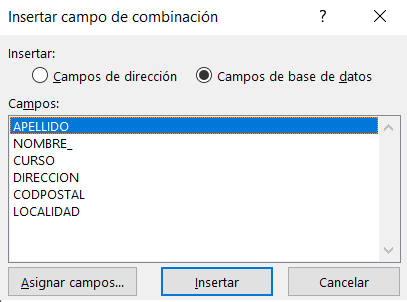 Insertar campo de combinación
?
Insertar:
Campos de dirección
Campos de base de datos
Campos:
APELLIDO
NOMBRE_
CURSO
DIRECCION
CODPOSTAL
LOCALIDAD
Asignar campos...
Insertar
Cancelar